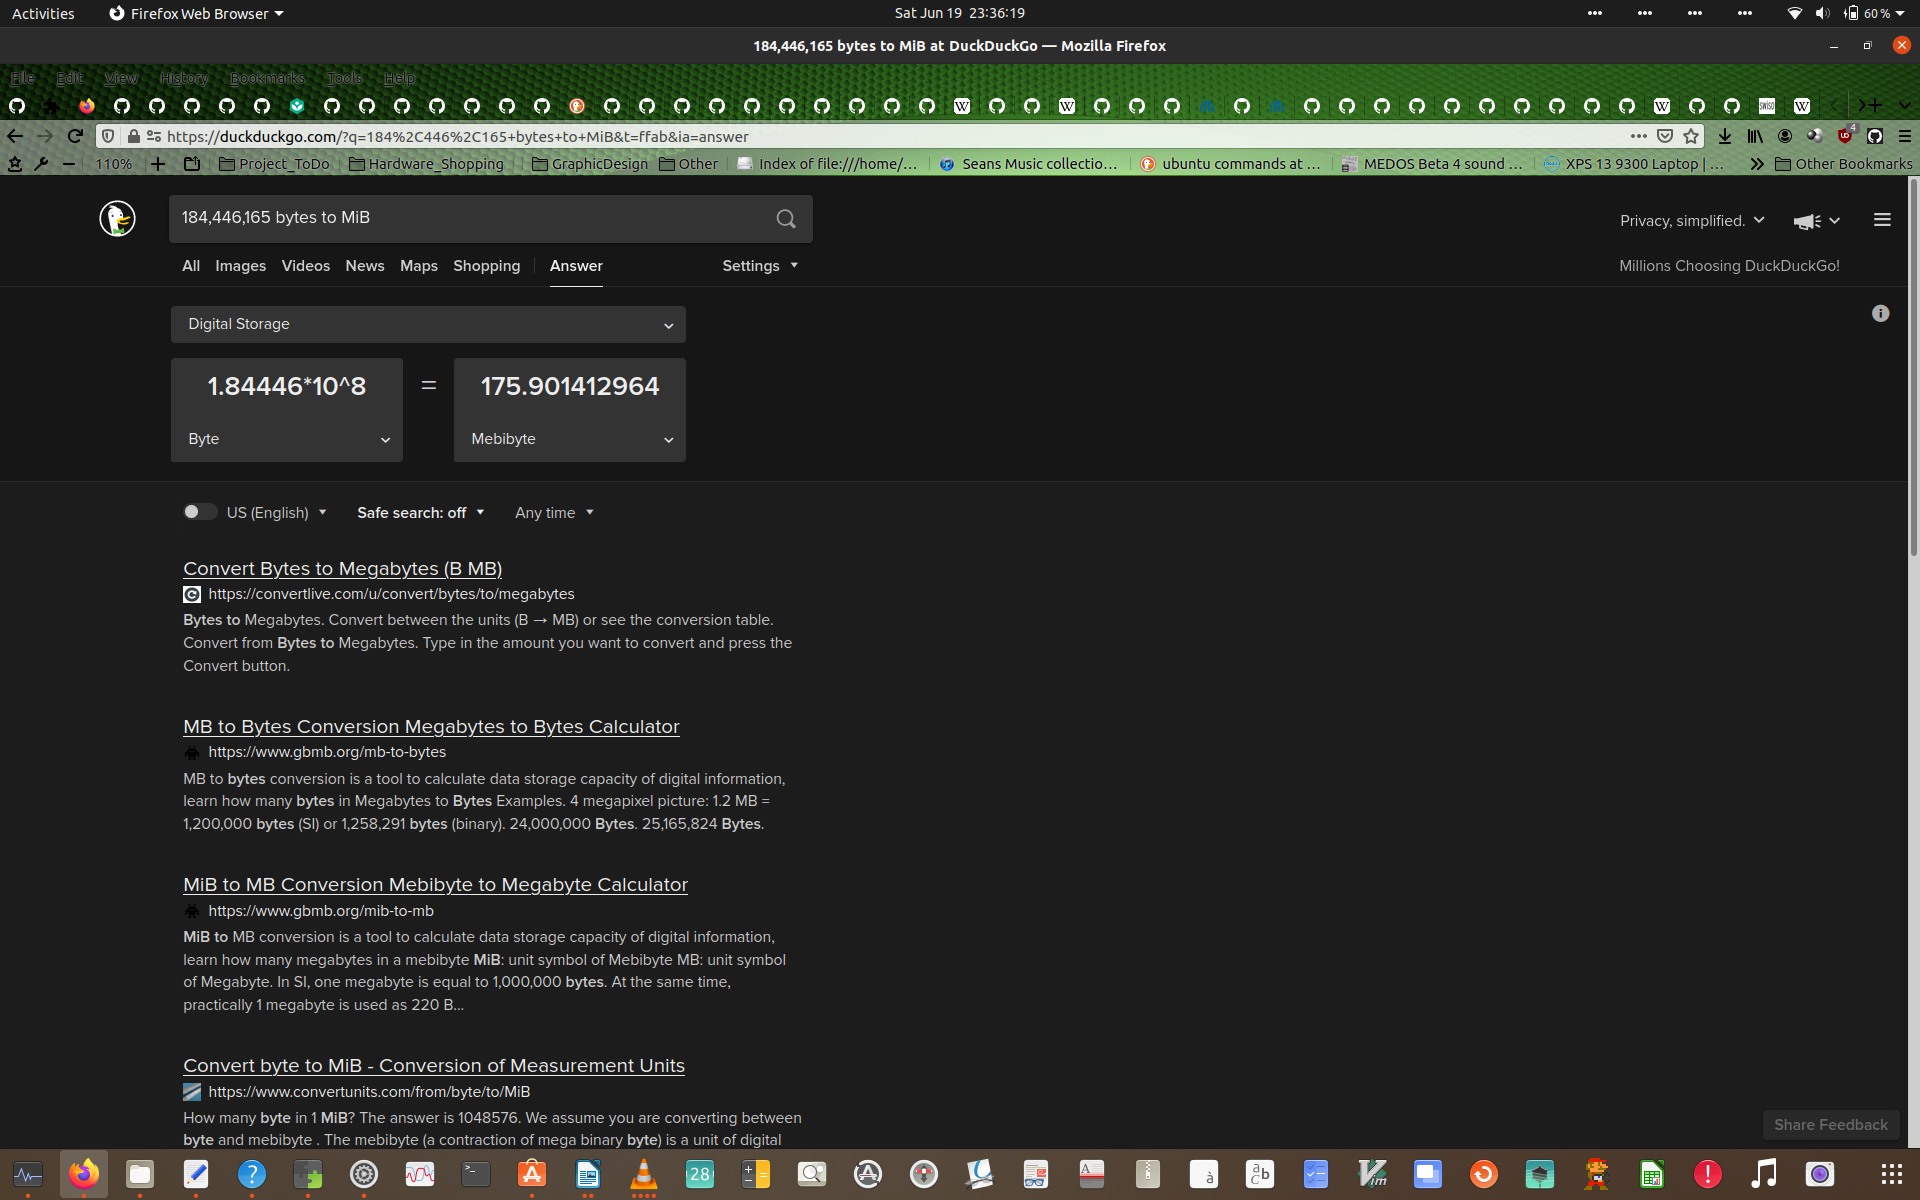 Activities
Firefox Web Browser
Sat Jun 19 23:36:19
60 %
184,446,165 bytes to MiB at DuckDuckGo — Mozilla Firefox
File Edit View History Bookmarks Tools Help
https://duckduckgo.com/?q=184%2C446%2C165+bytes+to+MiB&t=ffab&ia=answer
4
110%
Project_ToDo
Hardware_Shopping
GraphicDesign
Other
Index of file:///home/...
Seans Music collectio...
ubuntu commands at ...
MEDOS Beta 4 sound ...
XPS 13 9300 Laptop | ...
Other Bookmarks
184,446,165 bytes to MiB
Privacy, simplified.
All Images Videos News Maps Shopping Answer Settings
Millions Choosing DuckDuckGo!
Digital Storage
1.84446*10^8 = 175.901412964
Byte Mebibyte
US (English) Safe search: off Any time
Convert Bytes to Megabytes (B MB)
https://convertlive.com/u/convert/bytes/to/megabytes
Bytes to Megabytes. Convert between the units (B → MB) or see the conversion table.
Convert from Bytes to Megabytes. Type in the amount you want to convert and press the
Convert button.
MB to Bytes Conversion Megabytes to Bytes Calculator
https://www.gbmb.org/mb-to-bytes
MB to bytes conversion is a tool to calculate data storage capacity of digital information,
learn how many bytes in Megabytes to Bytes Examples. 4 megapixel picture: 1.2 MB =
1,200,000 bytes (SI) or 1,258,291 bytes (binary). 24,000,000 Bytes. 25,165,824 Bytes.
MiB to MB Conversion Mebibyte to Megabyte Calculator
https://www.gbmb.org/mib-to-mb
MiB to MB conversion is a tool to calculate data storage capacity of digital information,
learn how many megabytes in a mebibyte MiB: unit symbol of Mebibyte MB: unit symbol
of Megabyte. In SI, one megabyte is equal to 1,000,000 bytes. At the same time,
practically 1 megabyte is used as 220 B...
Convert byte to MiB - Conversion of Measurement Units
https://www.convertunits.com/from/byte/to/MiB
How many byte in 1 MiB? The answer is 1048576. We assume you are converting between
byte and mebibyte . The mebibyte (a contraction of mega binary byte) is a unit of digital
Share Feedback
28